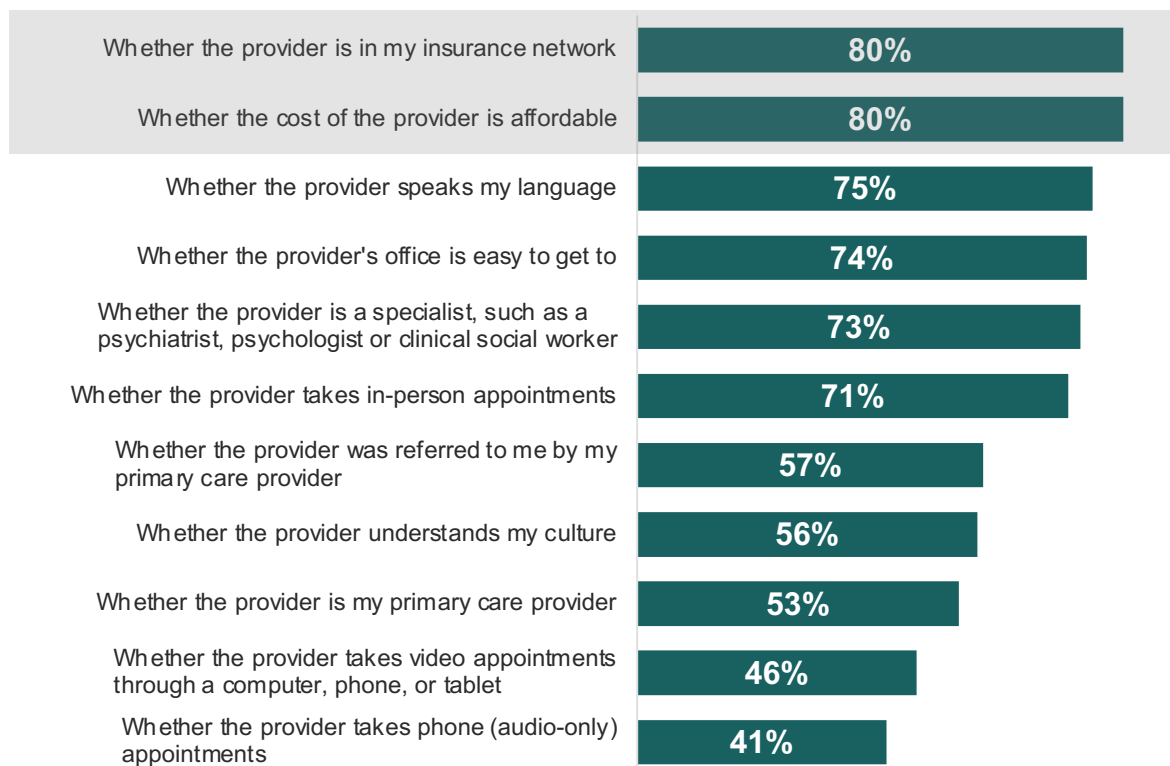 Whether the provider is in my insurance network
80%
Whether the cost of the provider is affordable
80%
Whether the provider speaks my language
75%
Whether the provider's office is easy to get to
74%
Whether the provider is a specialist, such as a
psychiatrist, psychologist or clinical social worker
73%
Whether the provider takes in-person appointments
71%
Whether the provider was referred to me by my
primary care provider
57%
Whether the provider understands my culture
56%
Whether the provider is my primary care provider
53%
Whether the provider takes video appointments
through a computer, phone, or tablet
46%
Whether the provider takes phone (audio-only)
appointments
41%